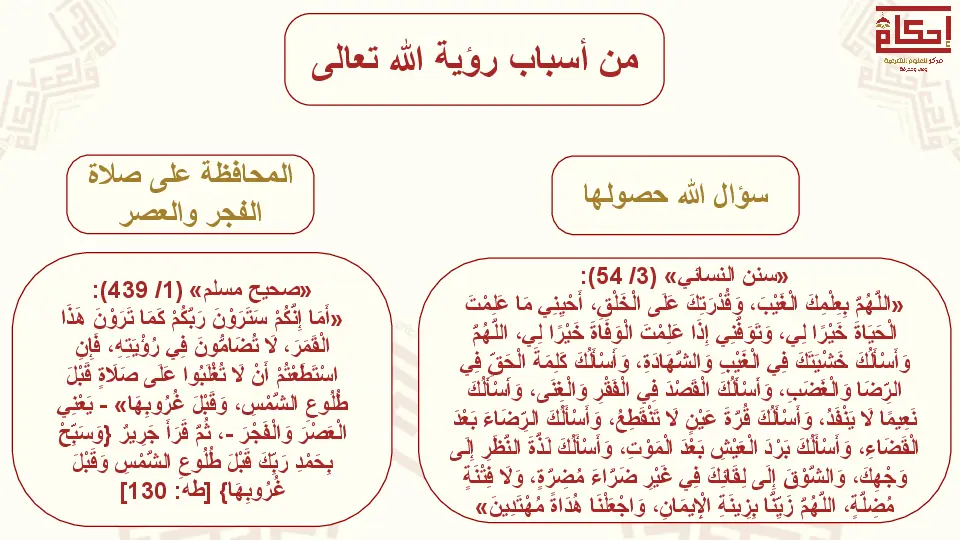 احكام
مركز للعلوم الشرعية
وعي ومعرفة
من أسباب رؤية الله تعالى
سؤال الله حصولها
«سنن النسائي» (3/ 54):
«اللَّهُمَّ بِعِلْمِكَ الْغَيْبَ، وَقُدْرَتِكَ عَلَى الْخَلْقِ، أَحْيِنِي مَا عَلِمْتَ
الْحَيَاةَ خَيْرًا لِي، وَتَوَفَّنِي إِذَا عَلِمْتَ الْوَفَاةَ خَيْرًا لِي، اللَّهُمَّ
وَأَسْأَلُكَ خَشْيَتَكَ فِي الْغَيْبِ وَالشَّهَادَةِ، وَأَسْأَلُكَ كَلِمَةَ الْحَقِّ فِي
الرِّضَا وَالْغَضَبِ، وَأَسْأَلُكَ الْقَصْدَ فِي الْفَقْرِ وَالْغِنَى، وَأَسْأَلُكَ
نَعِيمًا لَا يَنْفَدُ، وَأَسْأَلُكَ قُرَّةَ عَيْنٍ لَا تَنْقَطِعُ، وَأَسْأَلُكَ الرِّضَاءَ بَعْدَ
الْقَضَاءِ، وَأَسْأَلُكَ بَرْدَ الْعَيْشِ بَعْدَ الْمَوْتِ، وَأَسْأَلُكَ لَذَّةَ النَّظَرِ إِلَى
وَجْهِكَ، وَالشَّوْقَ إِلَى لِقَائِكَ فِي غَيْرِ ضَرَّاءَ مُضِرَّةٍ، وَلَا فِتْنَةٍ
مُضِلَّةٍ، اللَّهُمَّ زَيِّنَّا بِزِينَةِ الْإِيمَانِ، وَاجْعَلْنَا هُدَاةً مُهْتَدِينَ»
المحافظة على صلاة
الفجر والعصر
«صحيح مسلم» (1/ 439):
«أَمَا إِنَّكُمْ سَتَرَوْنَ رَبَّكُمْ كَمَا تَرَوْنَ هَذَا
الْقَمَرَ، لَا تُضَامُّونَ فِي رُؤْيَتِهِ، فَإِنِ
اسْتَطَعْتُمْ أَنْ لَا تُغْلَبُوا عَلَى صَلَاةٍ قَبْلَ
طُلُوعِ الشَّمْسِ، وَقَبْلَ غُرُوبِهَا» - يَعْنِي
الْعَصْرَ وَالْفَجْرَ -، ثُمَّ قَرَأَ جَرِيرٌ {وَسَبِّحْ
بِحَمْدِ رَبِّكَ قَبْلَ طُلُوعِ الشَّمْسِ وَقَبْلَ
غُرُوبِهَا} [طه: 130]